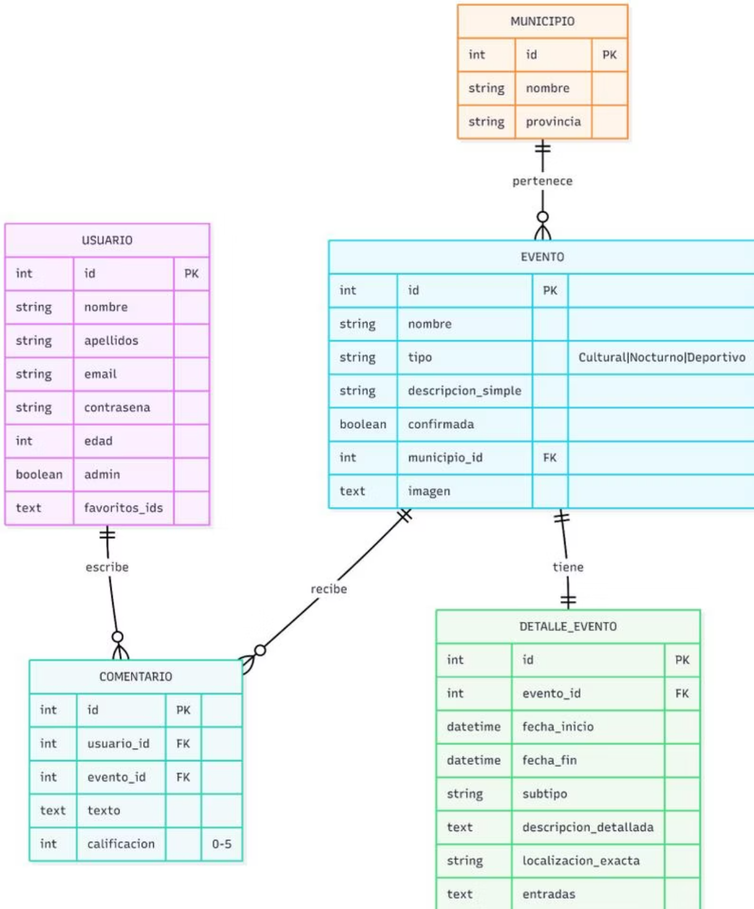 MUNICIPIO
int id PK
string nombre
string provincia
pertenece
USUARIO
int id PK
string nombre
string apellidos
string email
string contrasena
int edad
boolean admin
text favoritos_ids
EVENTO
int id PK
string nombre
string tipo Cultural|Nocturno|Deportivo
string descripcion_simple
boolean confirmada
int municipio_id FK
text imagen
escribe
recibe
tiene
COMENTARIO
int id PK
int usuario_id FK
int evento_id FK
text texto
int calificacion 0-5
DETALLE_EVENTO
int id PK
int evento_id FK
datetime fecha_inicio
datetime fecha_fin
string subtipo
text descripcion_detallada
string localizacion_exacta
text entradas